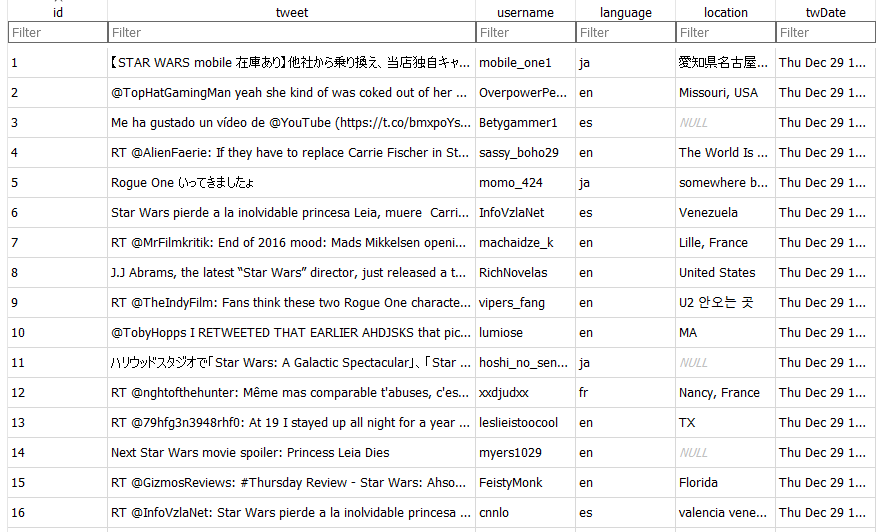 id tweet username language location twDate
Filter Filter Filter Filter Filter Filter
1 【STAR WARS mobile 在庫あり】他社から乗り換え、当店独自キャ... mobile_one1 ja 愛知県名古屋... Thu Dec 29 1...
2 @TopHatGamingMan yeah she kind of was coked out of her ... OverpowerPe... en Missouri, USA Thu Dec 29 1...
3 Me ha gustado un vídeo de @YouTube (https://t.co/bmxpoYs... Betygammer1 es NULL Thu Dec 29 1...
4 RT @AlienFaerie: If they have to replace Carrie Fischer in St... sassy_boho29 en The World Is ... Thu Dec 29 1...
5 Rogue One いってきましたょ momo_424 ja somewhere b... Thu Dec 29 1...
6 Star Wars pierde a la inolvidable princesa Leia, muere  Carri... InfoVzlaNet es Venezuela Thu Dec 29 1...
7 RT @MrFilmkritik: End of 2016 mood: Mads Mikkelsen openi... machaidze_k en Lille, France Thu Dec 29 1...
8 J.J Abrams, the latest “Star Wars” director, just released a t... RichNovelas en United States Thu Dec 29 1...
9 RT @TheIndyFilm: Fans think these two Rogue One characte... vipers_fang en U2 안오는 곳 Thu Dec 29 1...
10 @TobyHopps I RETWEETED THAT EARLIER AHDJSKS that pic... lumiose en MA Thu Dec 29 1...
11 ハリウッドスタジオで「Star Wars: A Galactic Spectacular」、「Star ... hoshi_no_sen... ja NULL Thu Dec 29 1...
12 RT @nghtofthehunter: Même mas comparable t'abuses, c'es... xxdjudxx fr Nancy, France Thu Dec 29 1...
13 RT @79hfg3n3948rhf0: At 19 I stayed up all night for a year ... leslieistoocool en TX Thu Dec 29 1...
14 Next Star Wars movie spoiler: Princess Leia Dies myers1029 en NULL Thu Dec 29 1...
15 RT @GizmosReviews: #Thursday Review - Star Wars: Ahso... FeistyMonk en Florida Thu Dec 29 1...
16 RT @InfoVzlaNet: Star Wars pierde a la inolvidable princesa ... cnnlo es valencia vene... Thu Dec 29 1...